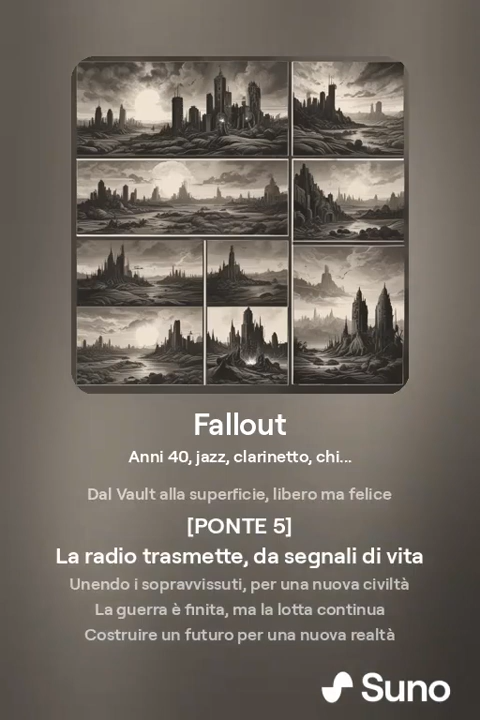 Fallout
Anni 40, jazz, clarinetto, chi...
Dal Vault alla superficie, libero ma felice
[PONTE 5]
La radio trasmette, da segnali di vita
Unendo i sopravvissuti, per una nuova civiltà
La guerra è finita, ma la lotta continua
Costruire un futuro per una nuova realtà
Suno